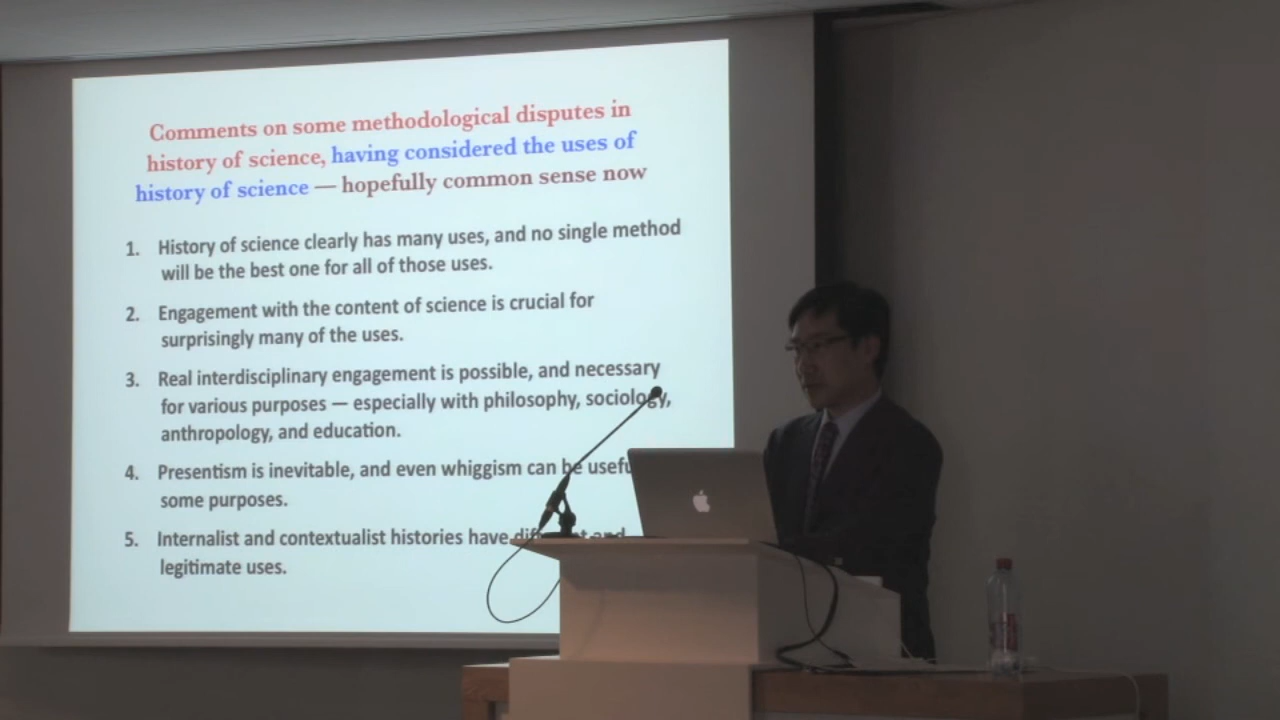 Comments on some methodological disputes in
history of science, having considered the uses of
history of science — hopefully common sense now
1. History of science clearly has many uses, and no single method
will be the best one for all of those uses.
2. Engagement with the content of science is crucial for
surprisingly many of the uses.
3. Real interdisciplinary engagement is possible, and necessary
for various purposes — especially with philosophy, sociology,
anthropology, and education.
4. Presentism is inevitable, and even whiggism can be
some purposes.
5. Internalist and contextualist histories have and
legitimate uses.